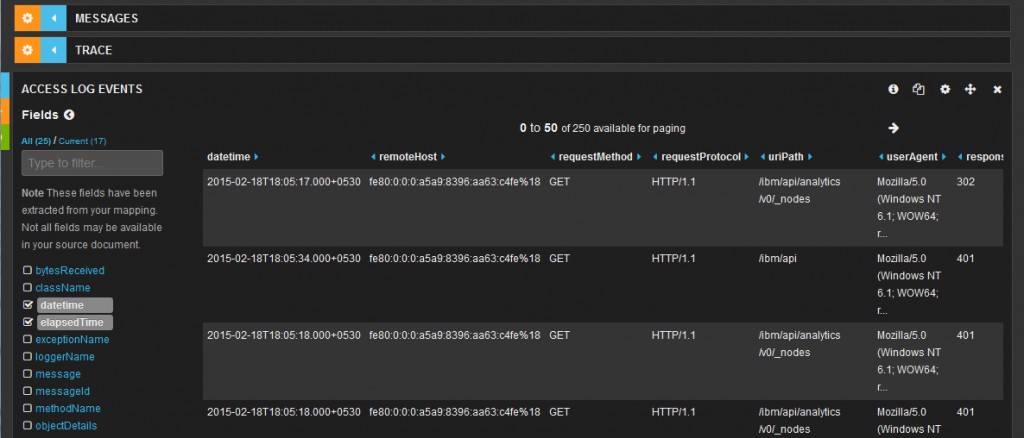 MESSAGES
TRACE
ACCESS LOG EVENTS
Fields
All (25) / Current (17)
Type to filter...
Note These fields have been
extracted from your mapping.
Not all fields may be available
in your source document.
bytesReceived
className
datetime
elapsedTime
exceptionName
loggerName
message
messageId
methodName
objectDetails
0 to 50 of 250 available for paging
datetime remoteHost requestMethod requestProtocol uriPath userAgent respons
2015-02-18T18:05:17.000+0530 fe80:0:0:0:a5a9:8396:aa63:c4fe%18 GET HTTP/1.1 /ibm/api/analytics Mozilla/5.0 302
/v0/_nodes (Windows NT
6.1; WOW64;
r...
2015-02-18T18:05:34.000+0530 fe80:0:0:0:a5a9:8396:aa63:c4fe%18 GET HTTP/1.1 /ibm/api Mozilla/5.0 401
(Windows NT
6.1; WOW64;
r...
2015-02-18T18:05:18.000+0530 fe80:0:0:0:a5a9:8396:aa63:c4fe%18 GET HTTP/1.1 /ibm/api/analytics Mozilla/5.0 401
/v0/_nodes (Windows NT
6.1; WOW64;
r...
2015-02-18T18:05:18.000+0530 fe80:0:0:0:a5a9:8396:aa63:c4fe%18 GET HTTP/1.1 /ibm/api/analytics Mozilla/5.0 401
/v0/_nodes (Windows NT